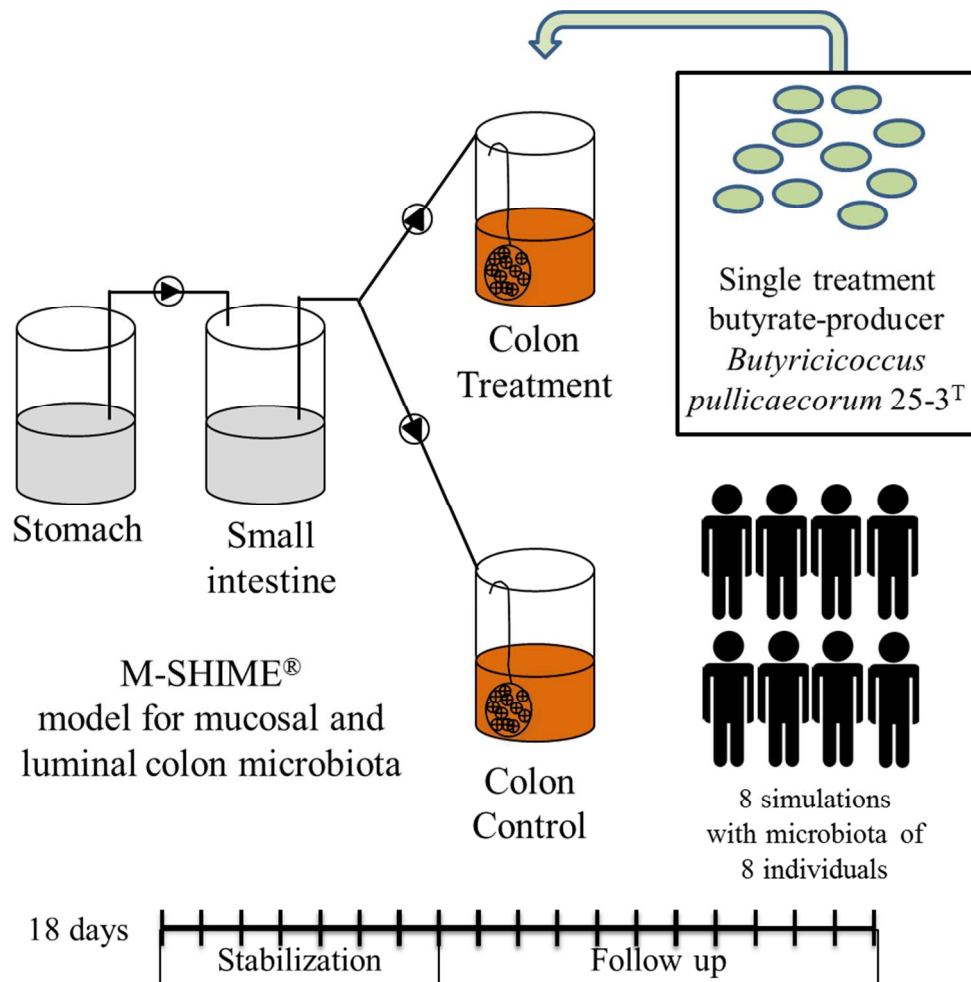 Single treatment
butyrate-producer
Butyricicoccus
pullicaecorum 25-3ᵀ
Colon
Treatment
Stomach
Small
intestine
M-SHIME®
model for mucosal and
luminal colon microbiota
Colon
Control
8 simulations
with microbiota of
8 individuals
18 days
Stabilization
Follow up